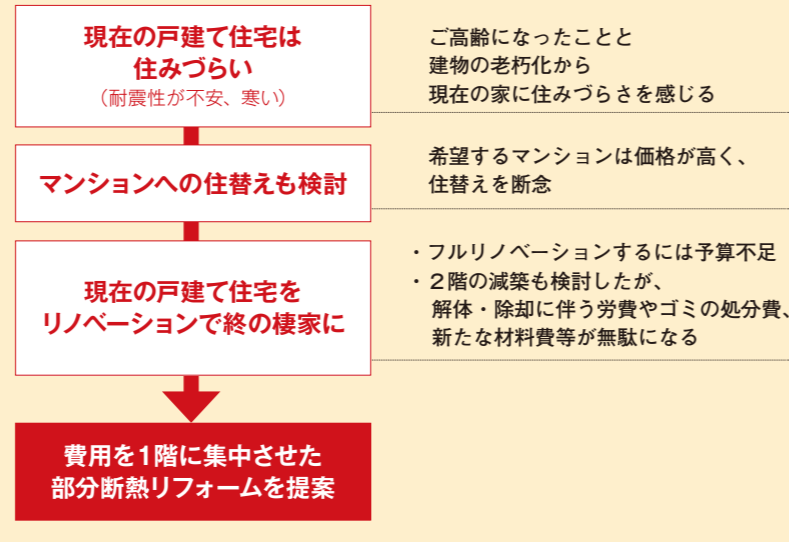 現在の戸建て住宅は
住みづらい
（耐震性が不安、寒い）
ご高齢になったことと
建物の老朽化から
現在の家に住みづらさを感じる
マンションへの住替えも検討
希望するマンションは価格が高く、
住替えを断念
現在の戸建て住宅を
リノベーションで終の棲家に
・フルリノベーションするには予算不足
・２階の減築も検討したが、
解体・除却に伴う労費やゴミの処分費、
新たな材料費等が無駄になる
費用を1階に集中させた
部分断熱リフォームを提案